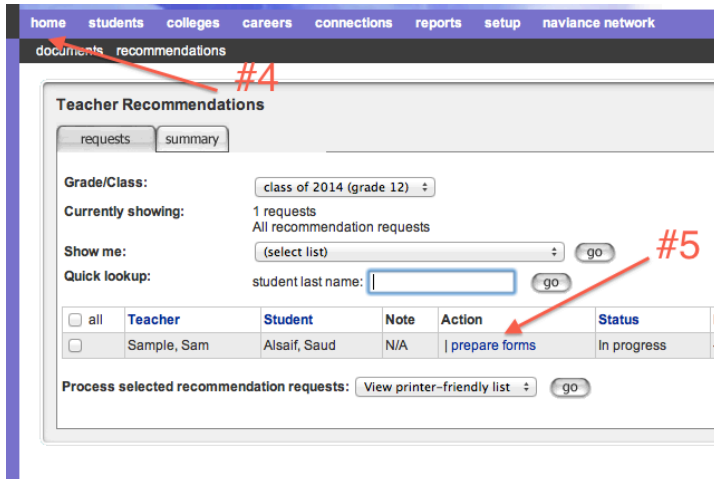 home students colleges careers connections reports setup naviance network
documents recommendations
#4
Teacher Recommendations
requests summary
Grade/Class: class of 2014 (grade 12)
Currently showing: 1 requests
All recommendation requests
Show me: (select list) go
#5
Quick lookup: student last name: go
all Teacher Student Note Action Status
Sample, Sam Alsaif, Saud N/A | prepare forms In progress
Process selected recommendation requests: View printer-friendly list go